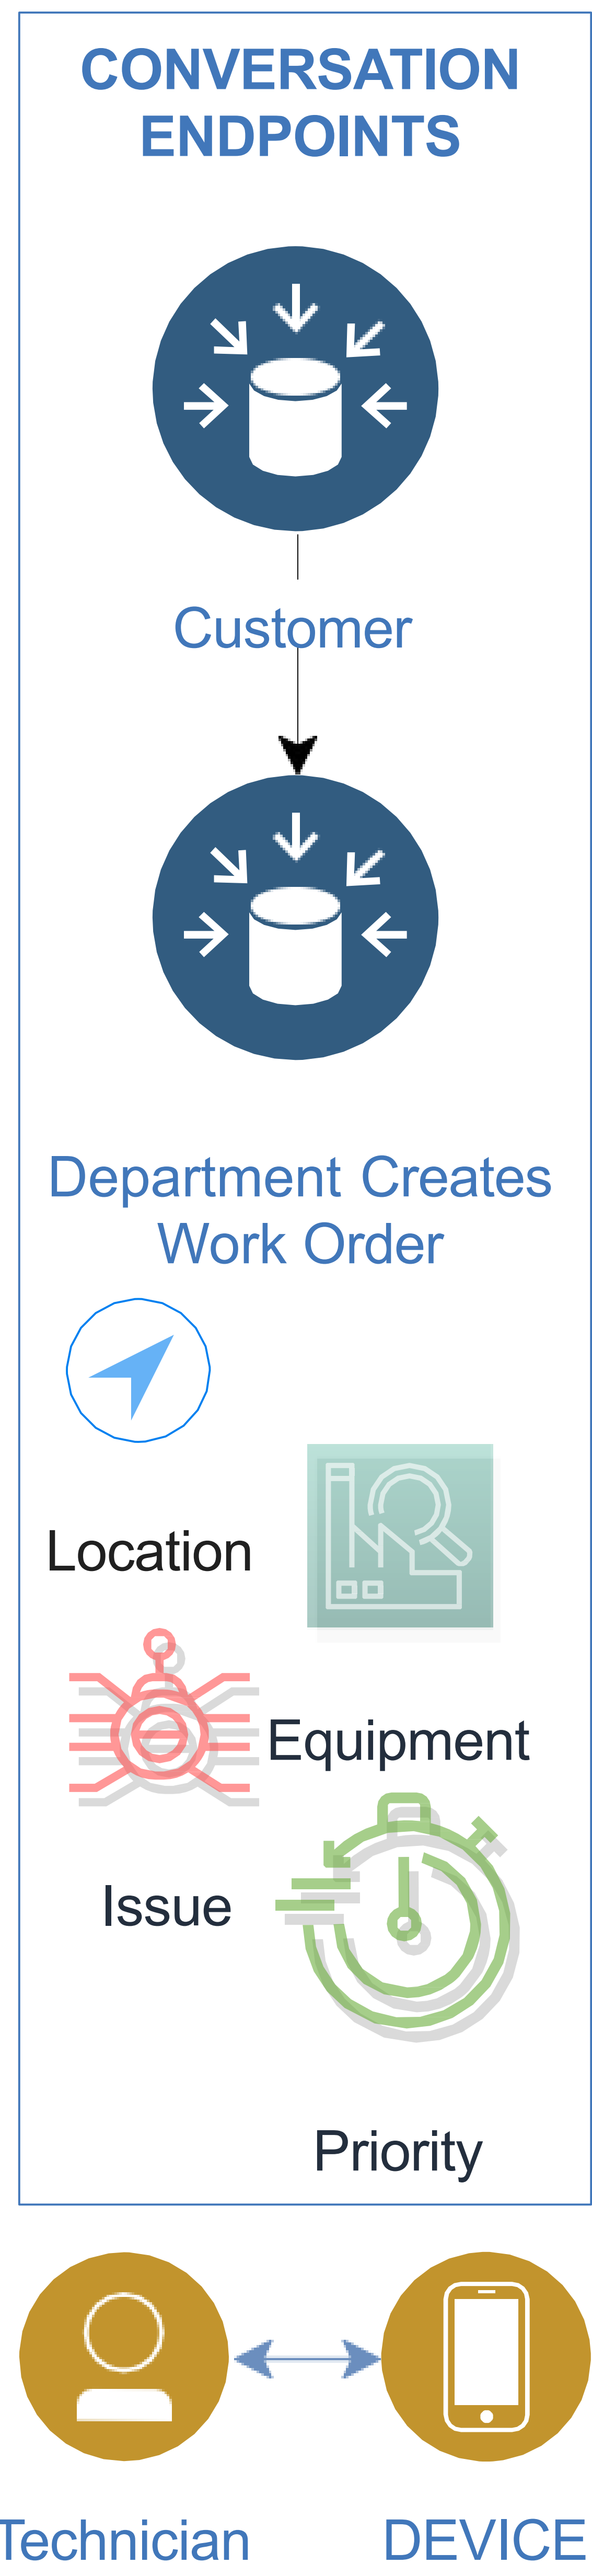 CONVERSATION
ENDPOINTS
Customer
Department Creates
Work Order
Location
Equipment
Issue
Priority
Technician
DEVICE